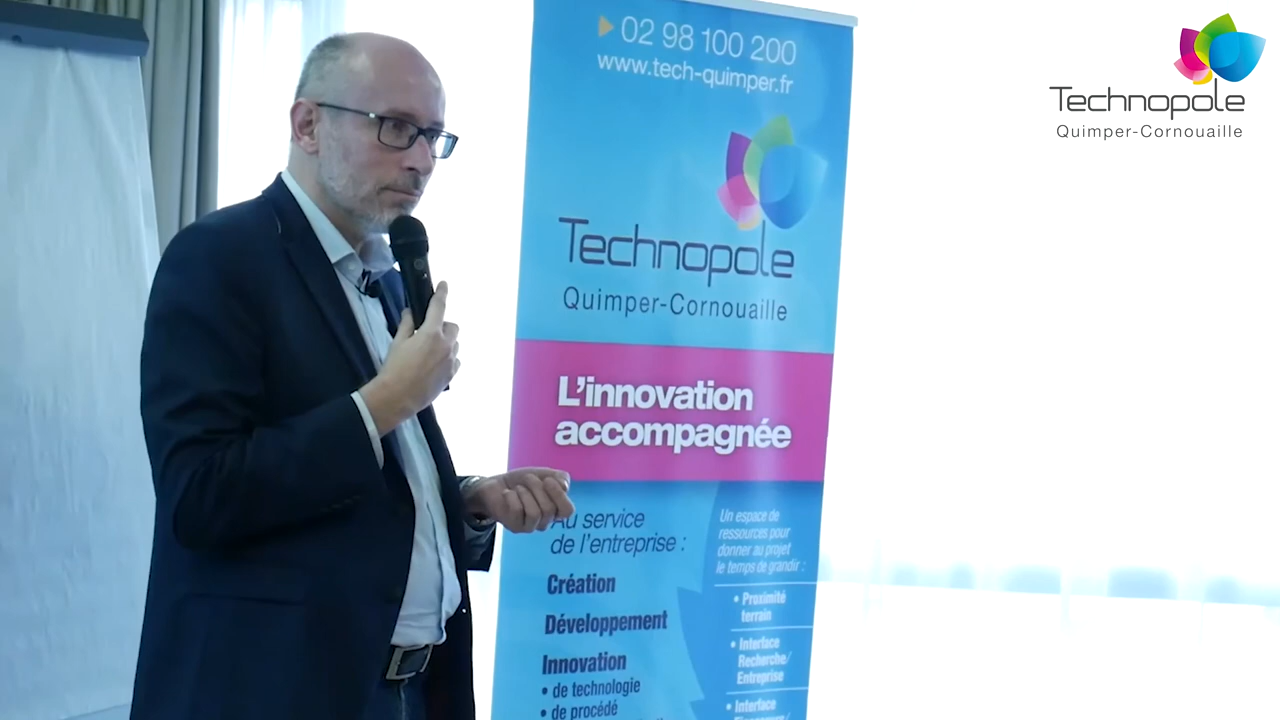 02 98 100 200
www.tech-quimper.fr
Technopole
Quimper-Cornouaille
L'innovation
accompagnée
Au service
de l'entreprise :
Création
Développement
Innovation
• de technologie
• de procédé
Un espace de
ressources pour
donner au projet
le temps de grandir :
• Proximité
terrain
• Interface
Recherche/
Entreprise
• Interface
Technopole
Quimper-Cornouaille